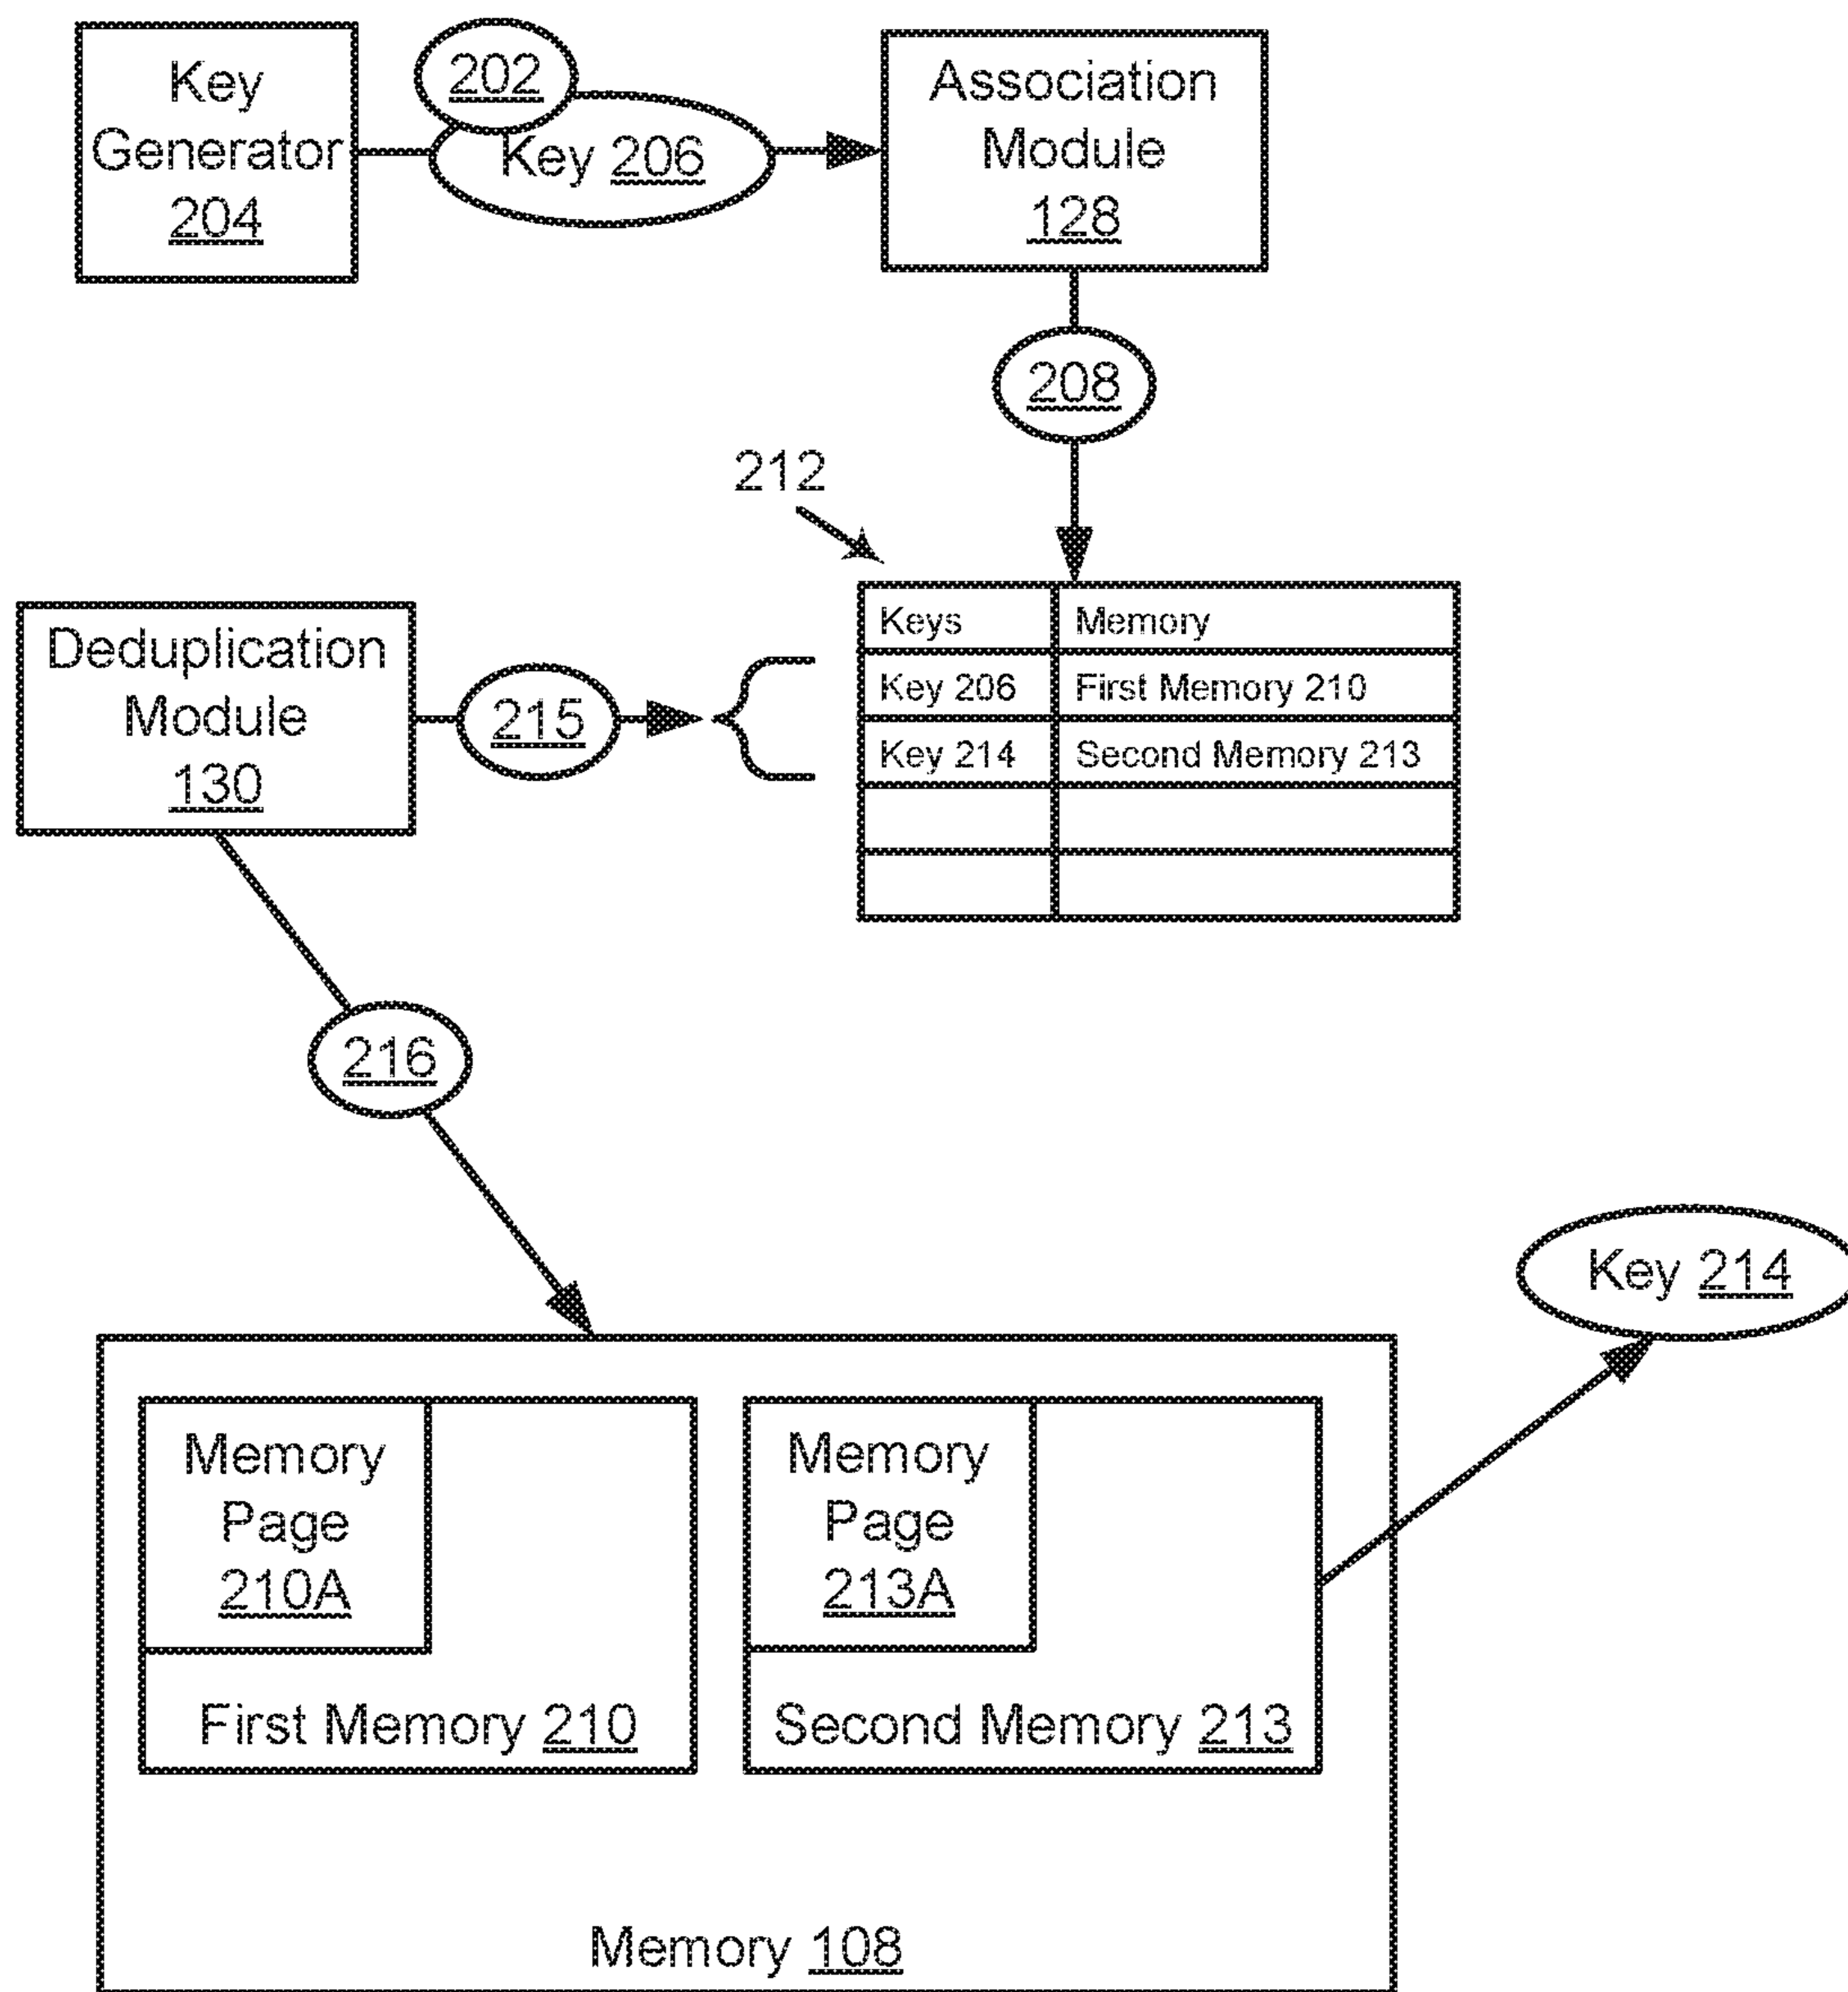 Key
Generator
204
202
Key 206
Association
Module
128
208
212
Keys Memory
Key 206 First Memory 210
Key 214 Second Memory 213
Deduplication
Module
130
215
216
Key 214
Memory
Page
210A
First Memory 210
Memory
Page
213A
Second Memory 213
Memory 108